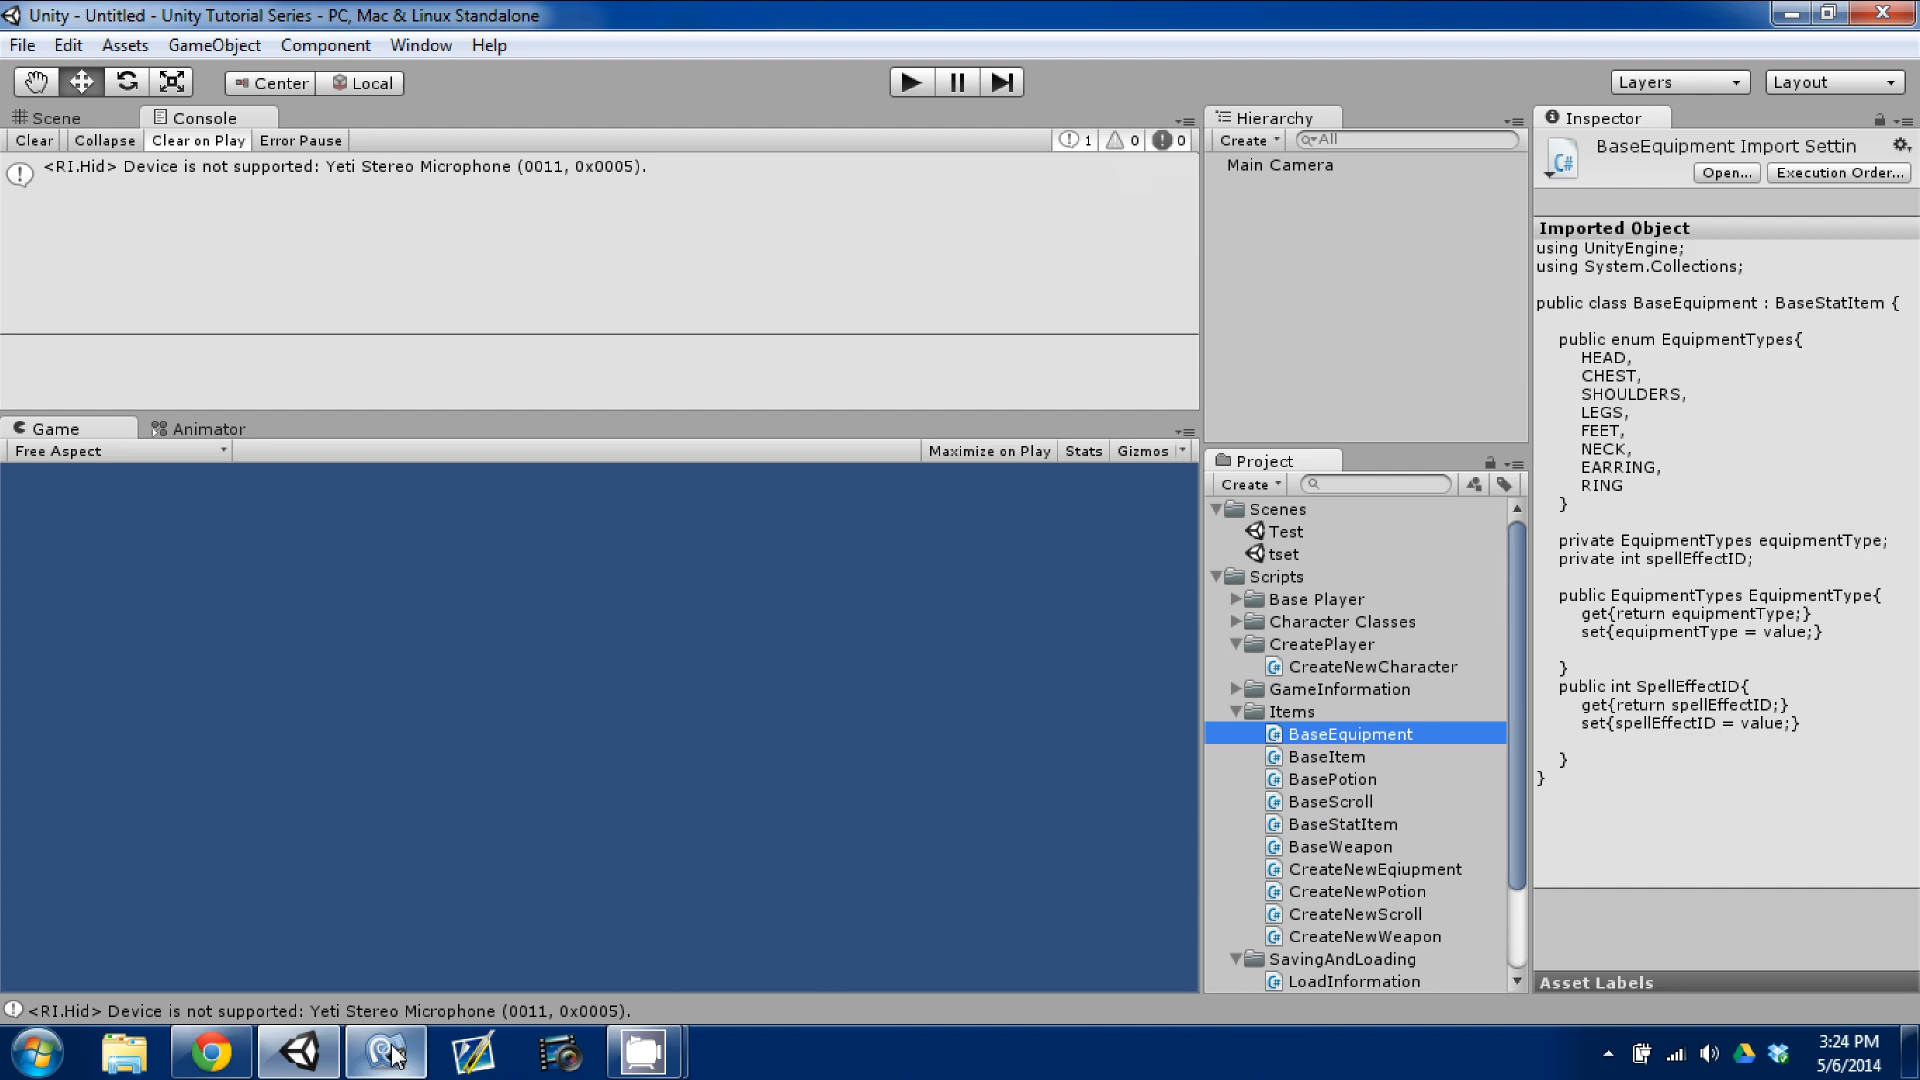 Unity - Untitled - Unity Tutorial Series - PC, Mac & Linux Standalone
File Edit Assets GameObject Component Window Help
Center Local Layers Layout
Scene Console
Clear Collapse Clear on Play Error Pause 1 0 0
<RI.Hid> Device is not supported: Yeti Stereo Microphone (0011, 0x0005).
Game Animator
Free Aspect Maximize on Play Stats Gizmos
Hierarchy
Create All
Main Camera
Project
Create
Scenes
Test
tset
Scripts
Base Player
Character Classes
CreatePlayer
CreateNewCharacter
GameInformation
Items
BaseEquipment
BaseItem
BasePotion
BaseScroll
BaseStatItem
BaseWeapon
CreateNewEqiupment
CreateNewPotion
CreateNewScroll
CreateNewWeapon
SavingAndLoading
LoadInformation
Inspector
BaseEquipment Import Settin
Open... Execution Order...
Imported Object
using UnityEngine;
using System.Collections;
public class BaseEquipment : BaseStatItem {
public enum EquipmentTypes{
HEAD,
CHEST,
SHOULDERS,
LEGS,
FEET,
NECK,
EARRING,
RING
}
private EquipmentTypes equipmentType;
private int spellEffectID;
public EquipmentTypes EquipmentType{
get{return equipmentType;}
set{equipmentType = value;}
}
public int SpellEffectID{
get{return spellEffectID;}
set{spellEffectID = value;}
}
}
Asset Labels
<RI.Hid> Device is not supported: Yeti Stereo Microphone (0011, 0x0005).
3:24 PM
5/6/2014